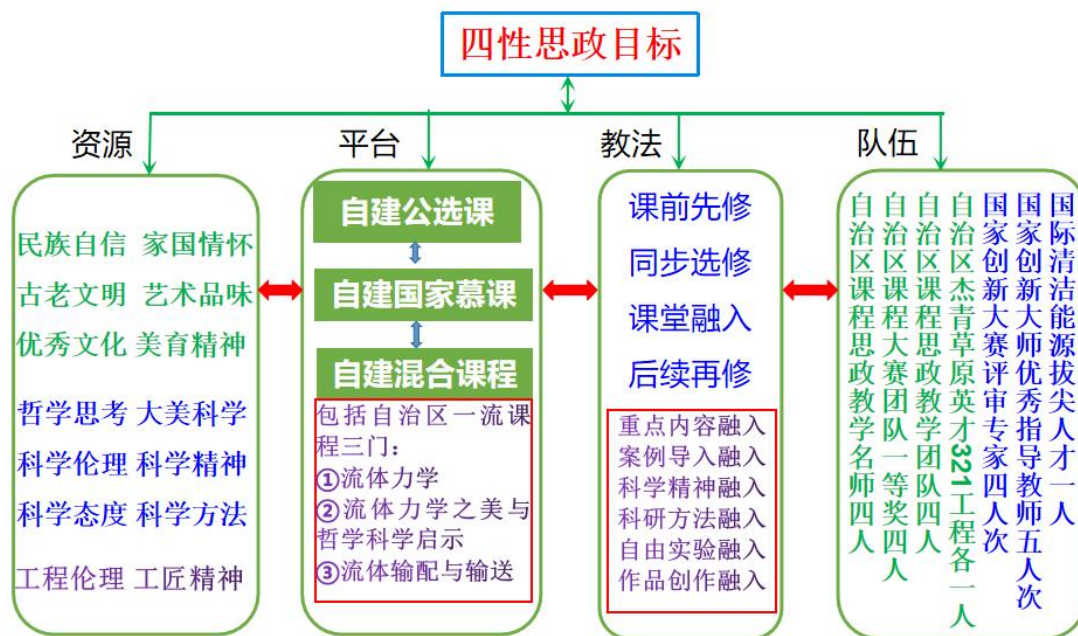 四性思政目标
资源
平台
教法
队伍
民族自信 家国情怀
古老文明 艺术品味
优秀文化 美育精神
哲学思考 大美科学
科学伦理 科学精神
科学态度 科学方法
工程伦理 工匠精神
自建公选课
自建国家慕课
自建混合课程
包括自治区一流课
程三门：
①流体力学
②流体力学之美与
哲学科学启示
③流体输配与输送
课前先修
同步选修
课堂融入
后续再修
重点内容融入
案例导入融入
科学精神融入
科研方法融入
自由实验融入
作品创作融入
自治区课程思政教学名师四人
自治区课程大赛团队一等奖四人
自治区课程思政教学团队四人
自治区杰青草原英才321工程各一人
国家创新大赛评审专家四人次
国家创新大师优秀指导教师五人次
国际清洁能源拔尖人才一人